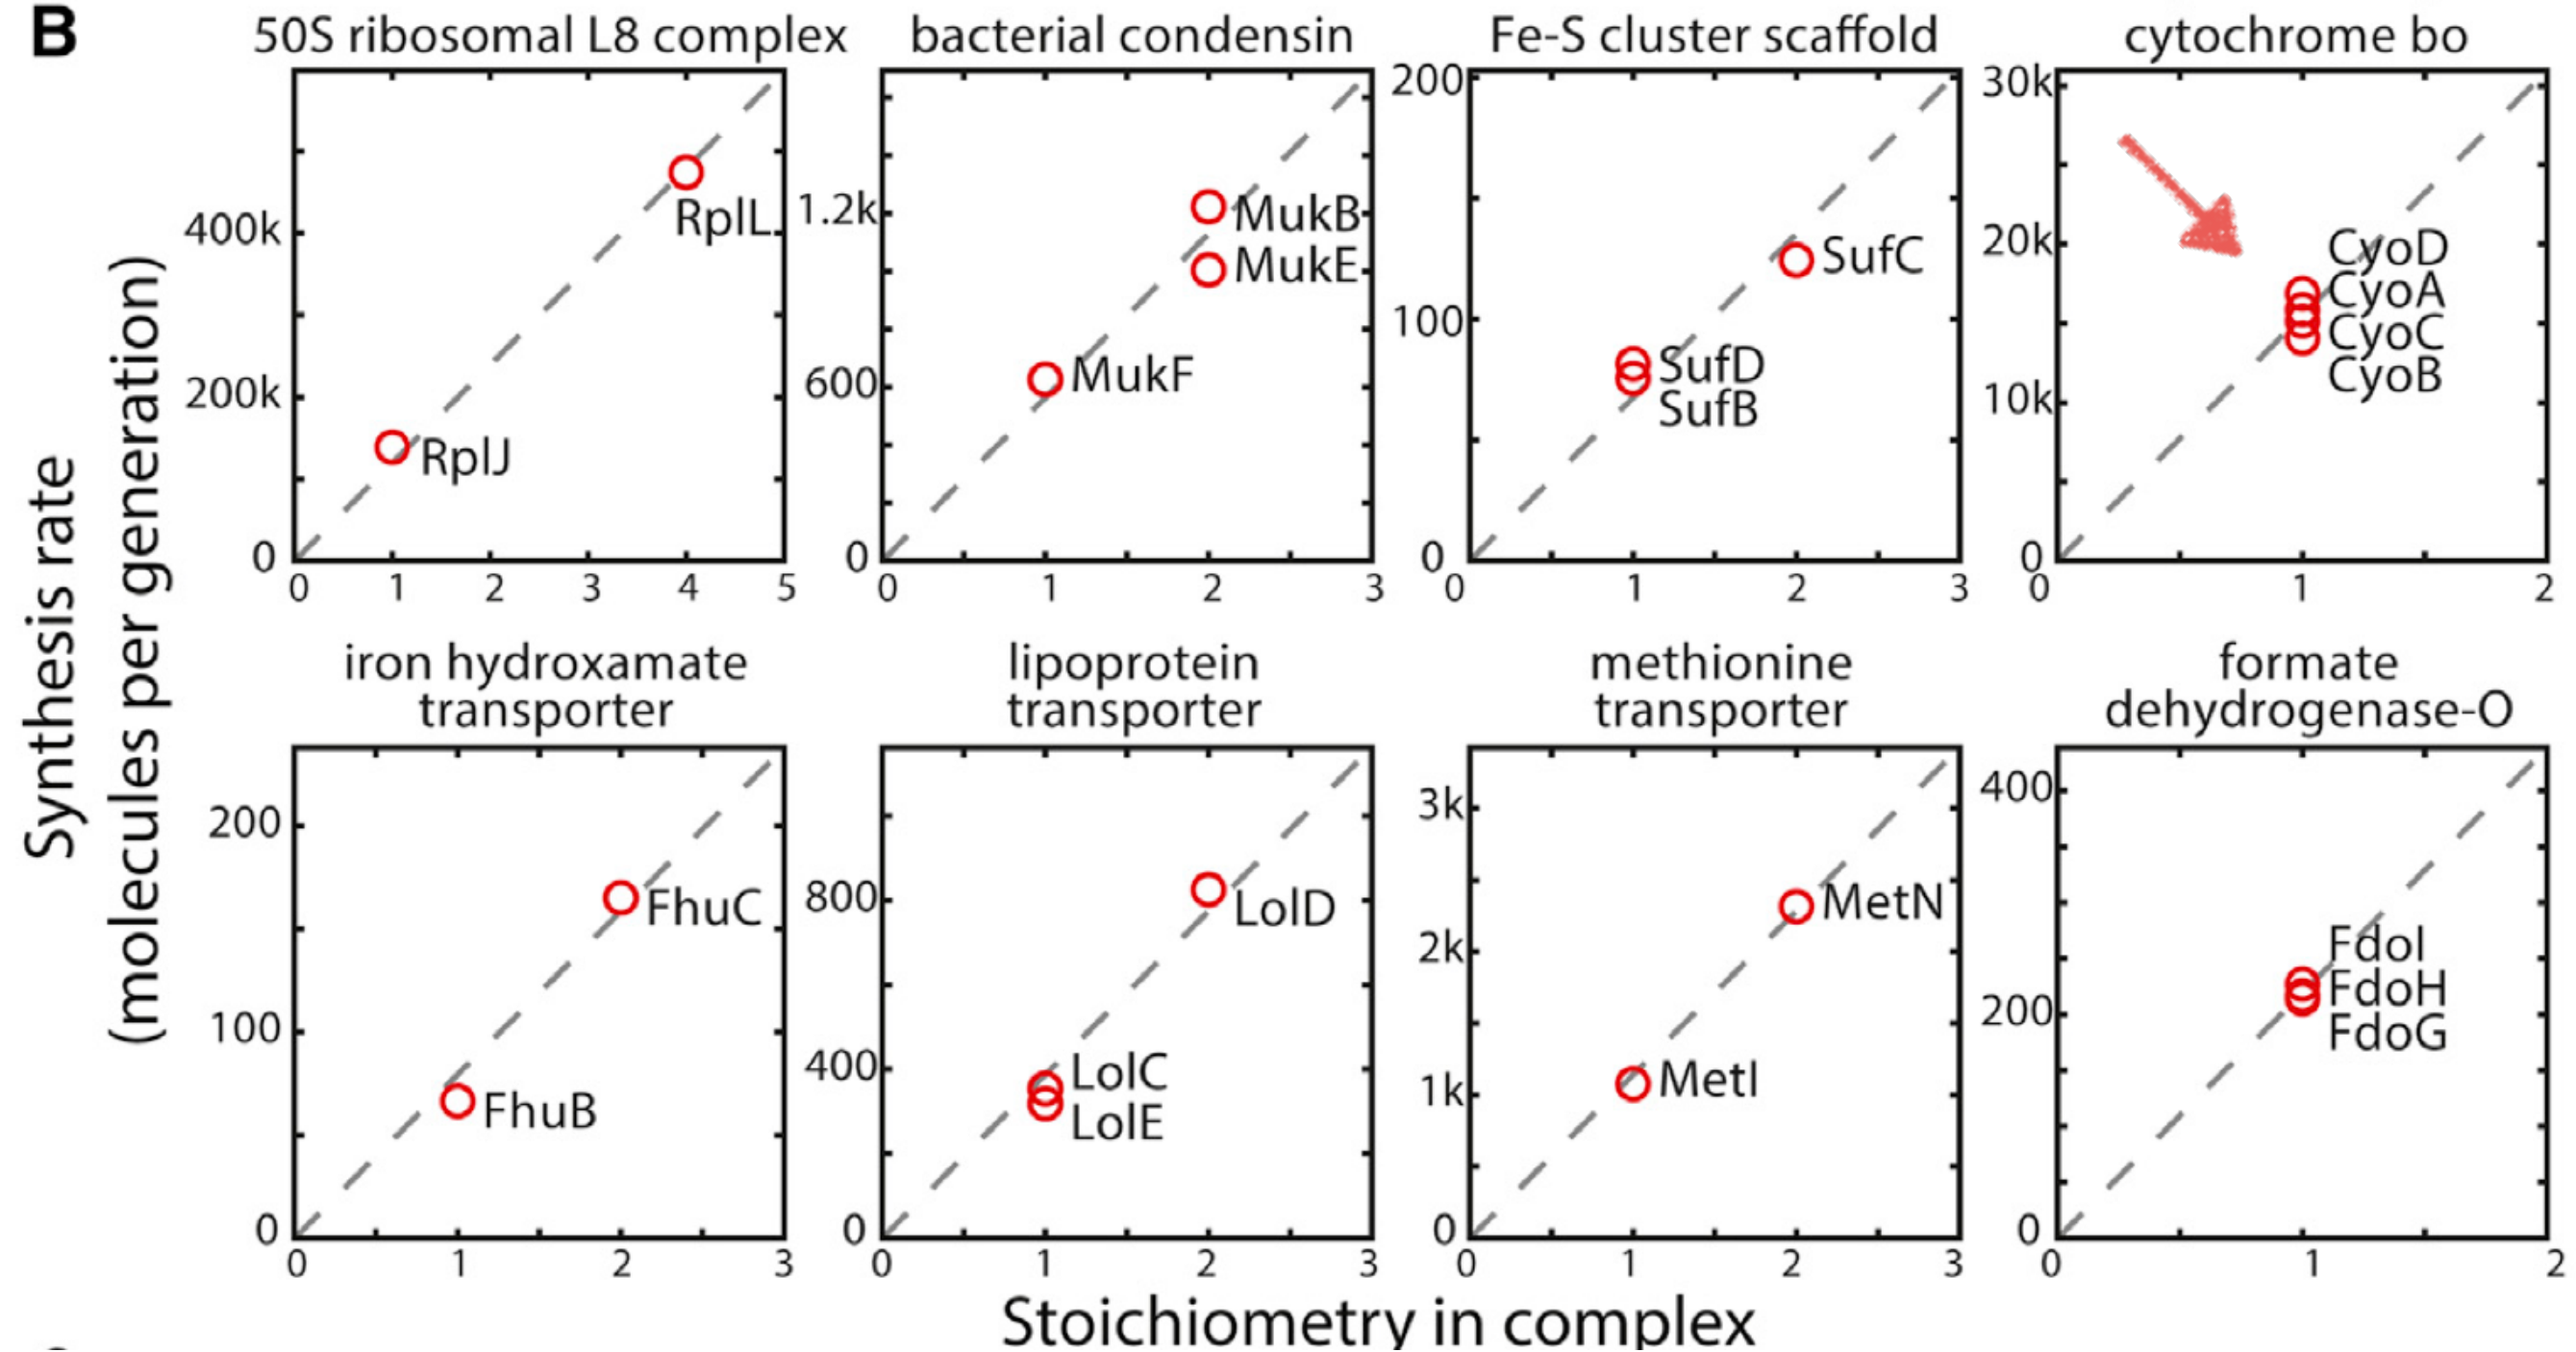 B
50S ribosomal L8 complex
400k
200k
0
RplL
RplJ
0 1 2 3 4 5
bacterial condensin
1.2k
600
0
MukB
MukE
MukF
0 1 2 3
Fe-S cluster scaffold
200
100
0
SufC
SufD
SufB
0 1 2 3
cytochrome bo
30k
20k
10k
0
CyoD
CyoA
CyoC
CyoB
0 1 2
Synthesis rate
(molecules per generation)
iron hydroxamate
transporter
200
100
0
FhuC
FhuB
0 1 2 3
lipoprotein
transporter
800
400
0
LolD
LolC
LolE
0 1 2 3
methionine
transporter
3k
2k
1k
0
MetN
MetI
0 1 2 3
formate
dehydrogenase-O
400
200
0
FdoI
FdoH
FdoG
0 1 2
Stoichiometry in complex